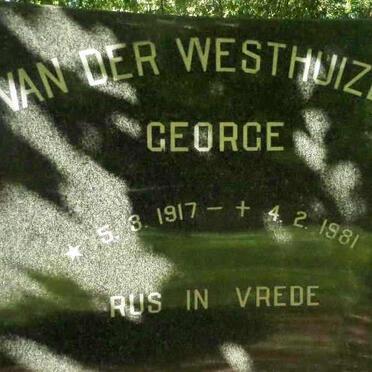 VAN DER WESTHUIZ
GEORGE
★ 5. 3. 1917 — + 4. 2. 1981
RUS IN VREDE